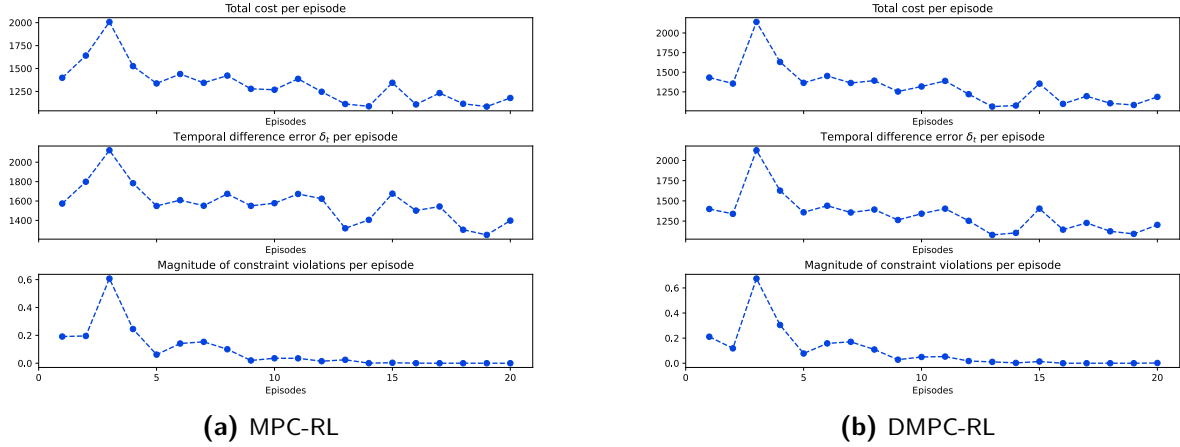 Total cost per episode
2000
1750
1500
1250
Episodes
Temporal difference error δt per episode
2000
1800
1600
1400
Episodes
Magnitude of constraint violations per episode
0.6
0.4
0.2
0.0
0 5 10 15 20
Episodes
(a) MPC-RL
Total cost per episode
2000
1750
1500
1250
Episodes
Temporal difference error δt per episode
2000
1750
1500
1250
Episodes
Magnitude of constraint violations per episode
0.6
0.4
0.2
0.0
0 5 10 15 20
Episodes
(b) DMPC-RL